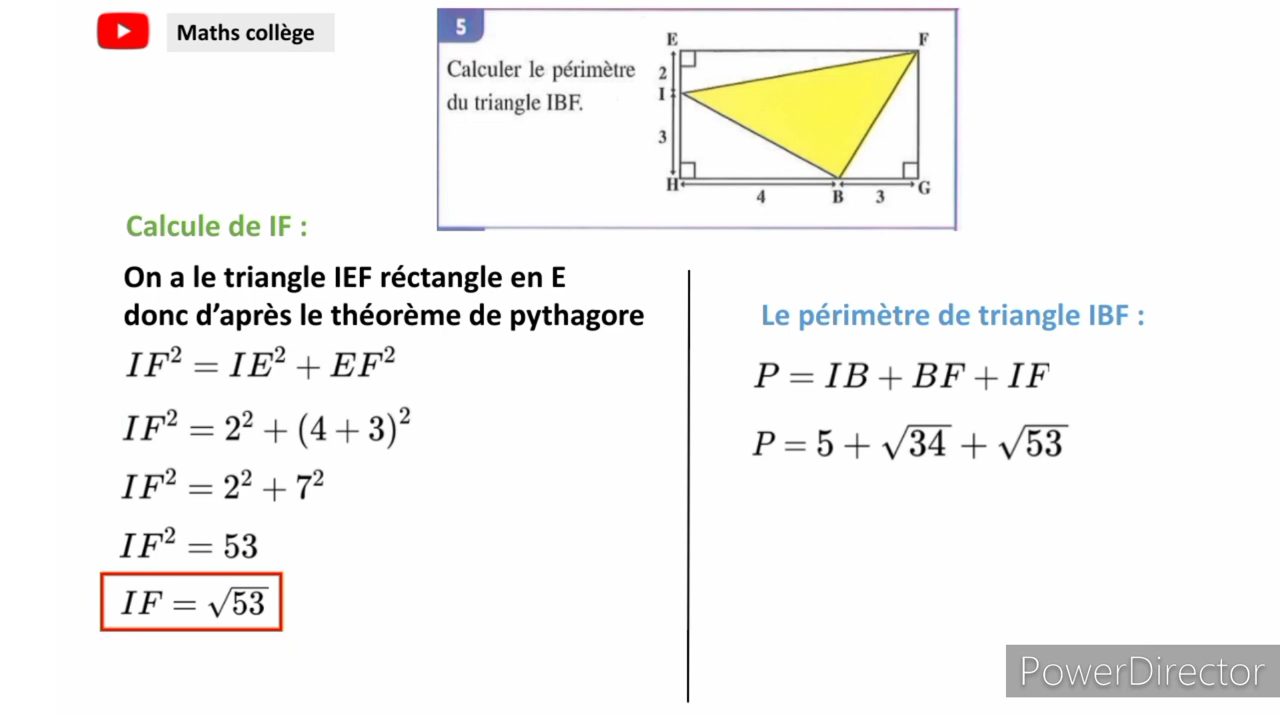 Maths collège
5
Calculer le périmètre
du triangle IBF.
E
F
2
I
3
H
4
B
3
G
Calcule de IF :
On a le triangle IEF réctangle en E
donc d’après le théorème de pythagore
IF² = IE² + EF²
IF² = 2² + (4 + 3)²
IF² = 2² + 7²
IF² = 53
IF = √53
Le périmètre de triangle IBF :
P = IB + BF + IF
P = 5 + √34 + √53
PowerDirector